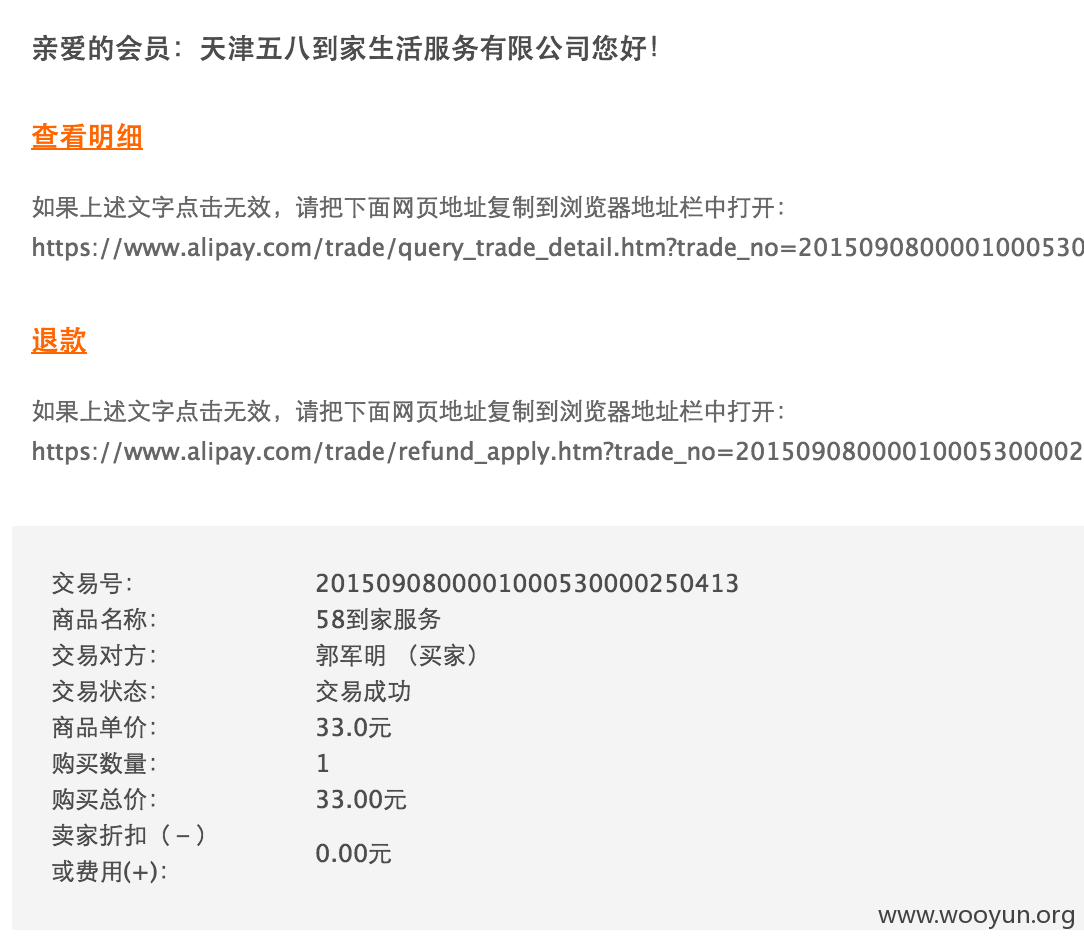 亲爱的会员：天津五八到家生活服务有限公司您好！
查看明细
如果上述文字点击无效，请把下面网页地址复制到浏览器地址栏中打开：
https://www.alipay.com/trade/query_trade_detail.htm?trade_no=2015090800001000530
退款
如果上述文字点击无效，请把下面网页地址复制到浏览器地址栏中打开：
https://www.alipay.com/trade/refund_apply.htm?trade_no=20150908000010005300002
交易号： 2015090800001000530000250413
商品名称： 58到家服务
交易对方： 郭军明 （买家）
交易状态： 交易成功
商品单价： 33.0元
购买数量： 1
购买总价： 33.00元
卖家折扣（－）
或费用(+)： 0.00元
www.wooyun.org